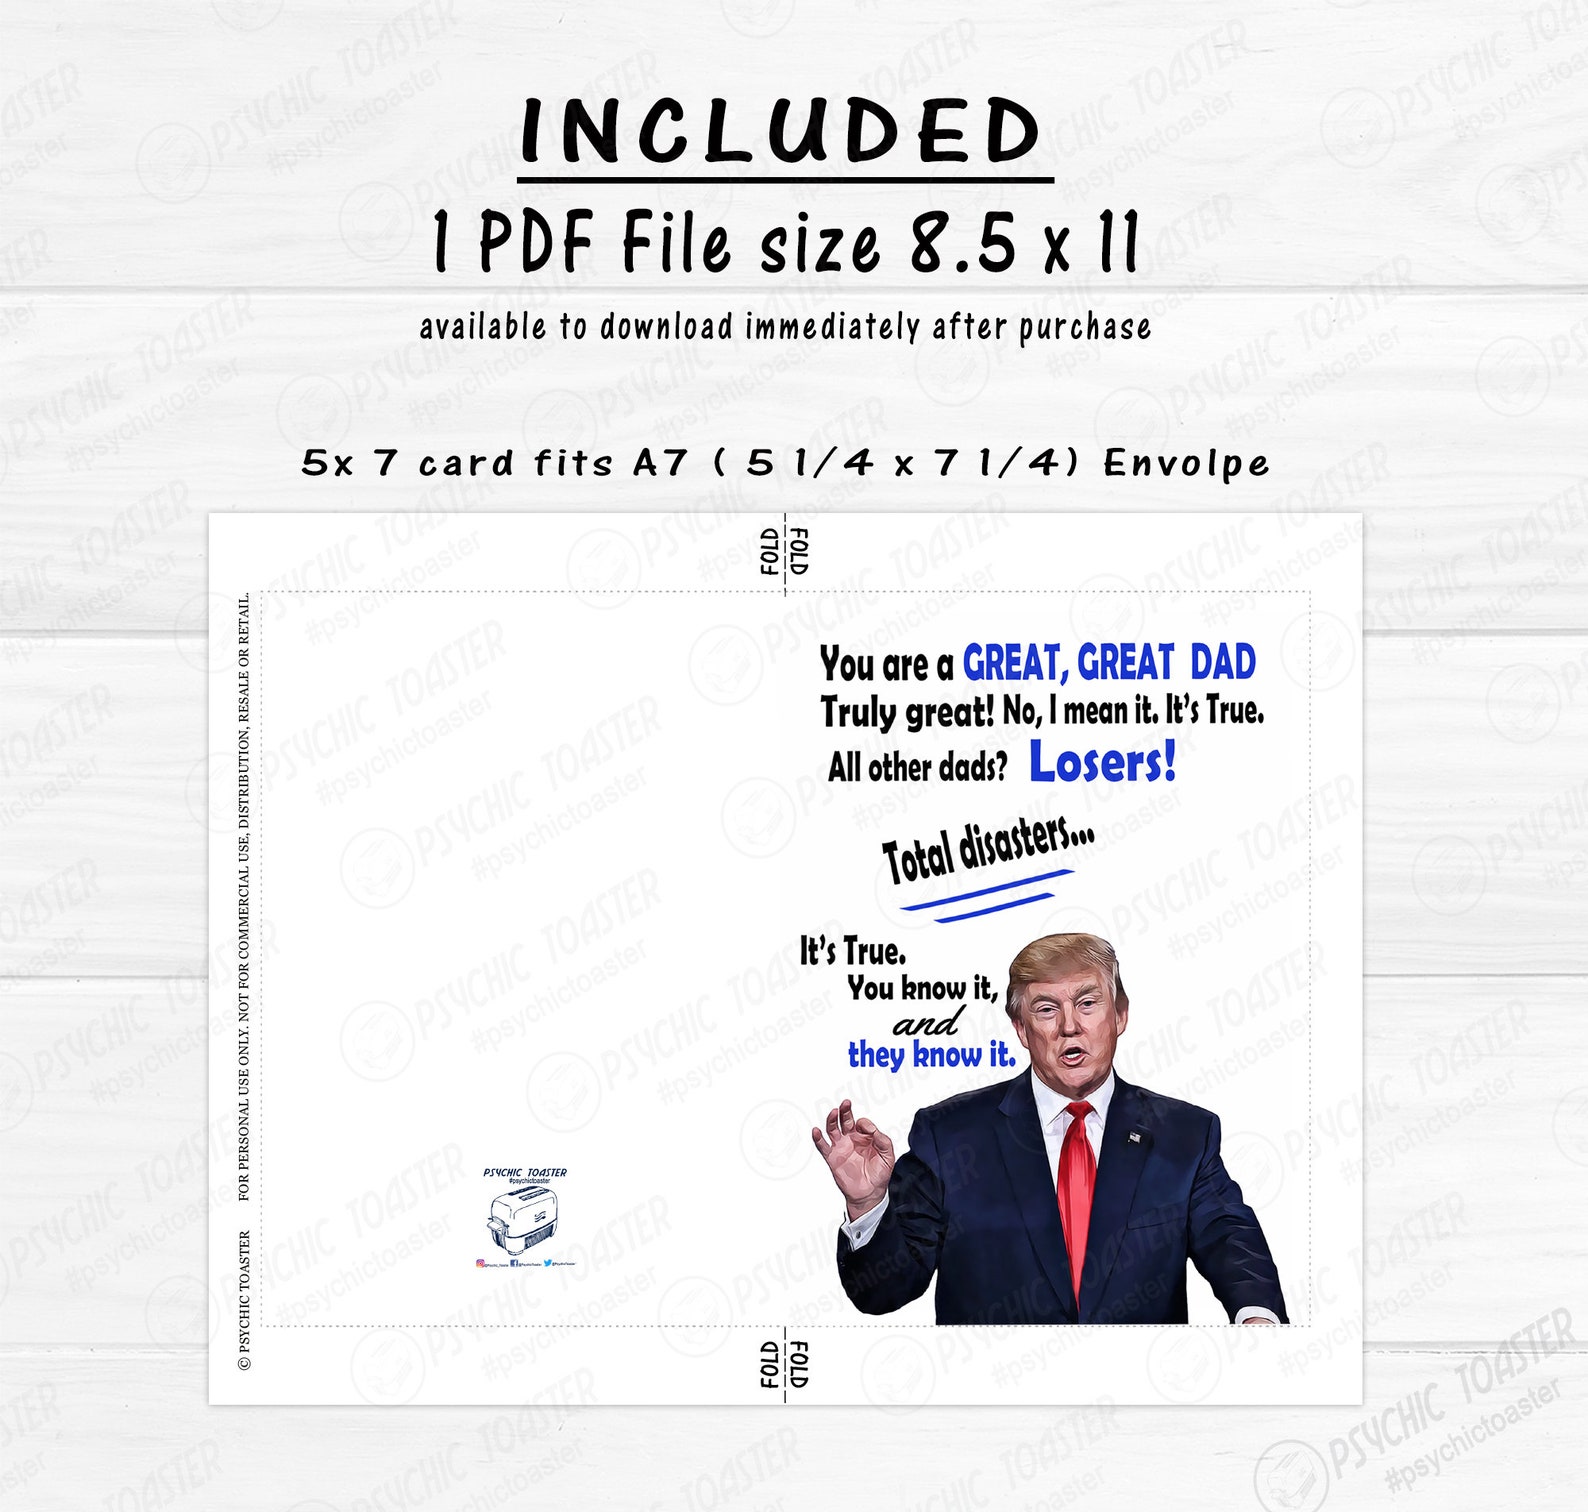 INCLUDED
1 PDF File size 8.5 x 11
available to download immediately after purchase
5x 7 card fits A7 ( 5 1/4 x 7 1/4) Envolpe
FOLD
FOLD
© PSYCHIC TOASTER FOR PERSONAL USE ONLY. NOT FOR COMMERCIAL USE, DISTRIBUTION, RESALE OR RETAIL.
You are a GREAT, GREAT DAD
Truly great! No, I mean it. It's True.
All other dads? Losers!
Total disasters...
It's True.
You know it,
and
they know it.
PSYCHIC TOASTER
#psychictoaster
FOLD
FOLD
PSYCHIC TOASTER
#psychictoaster